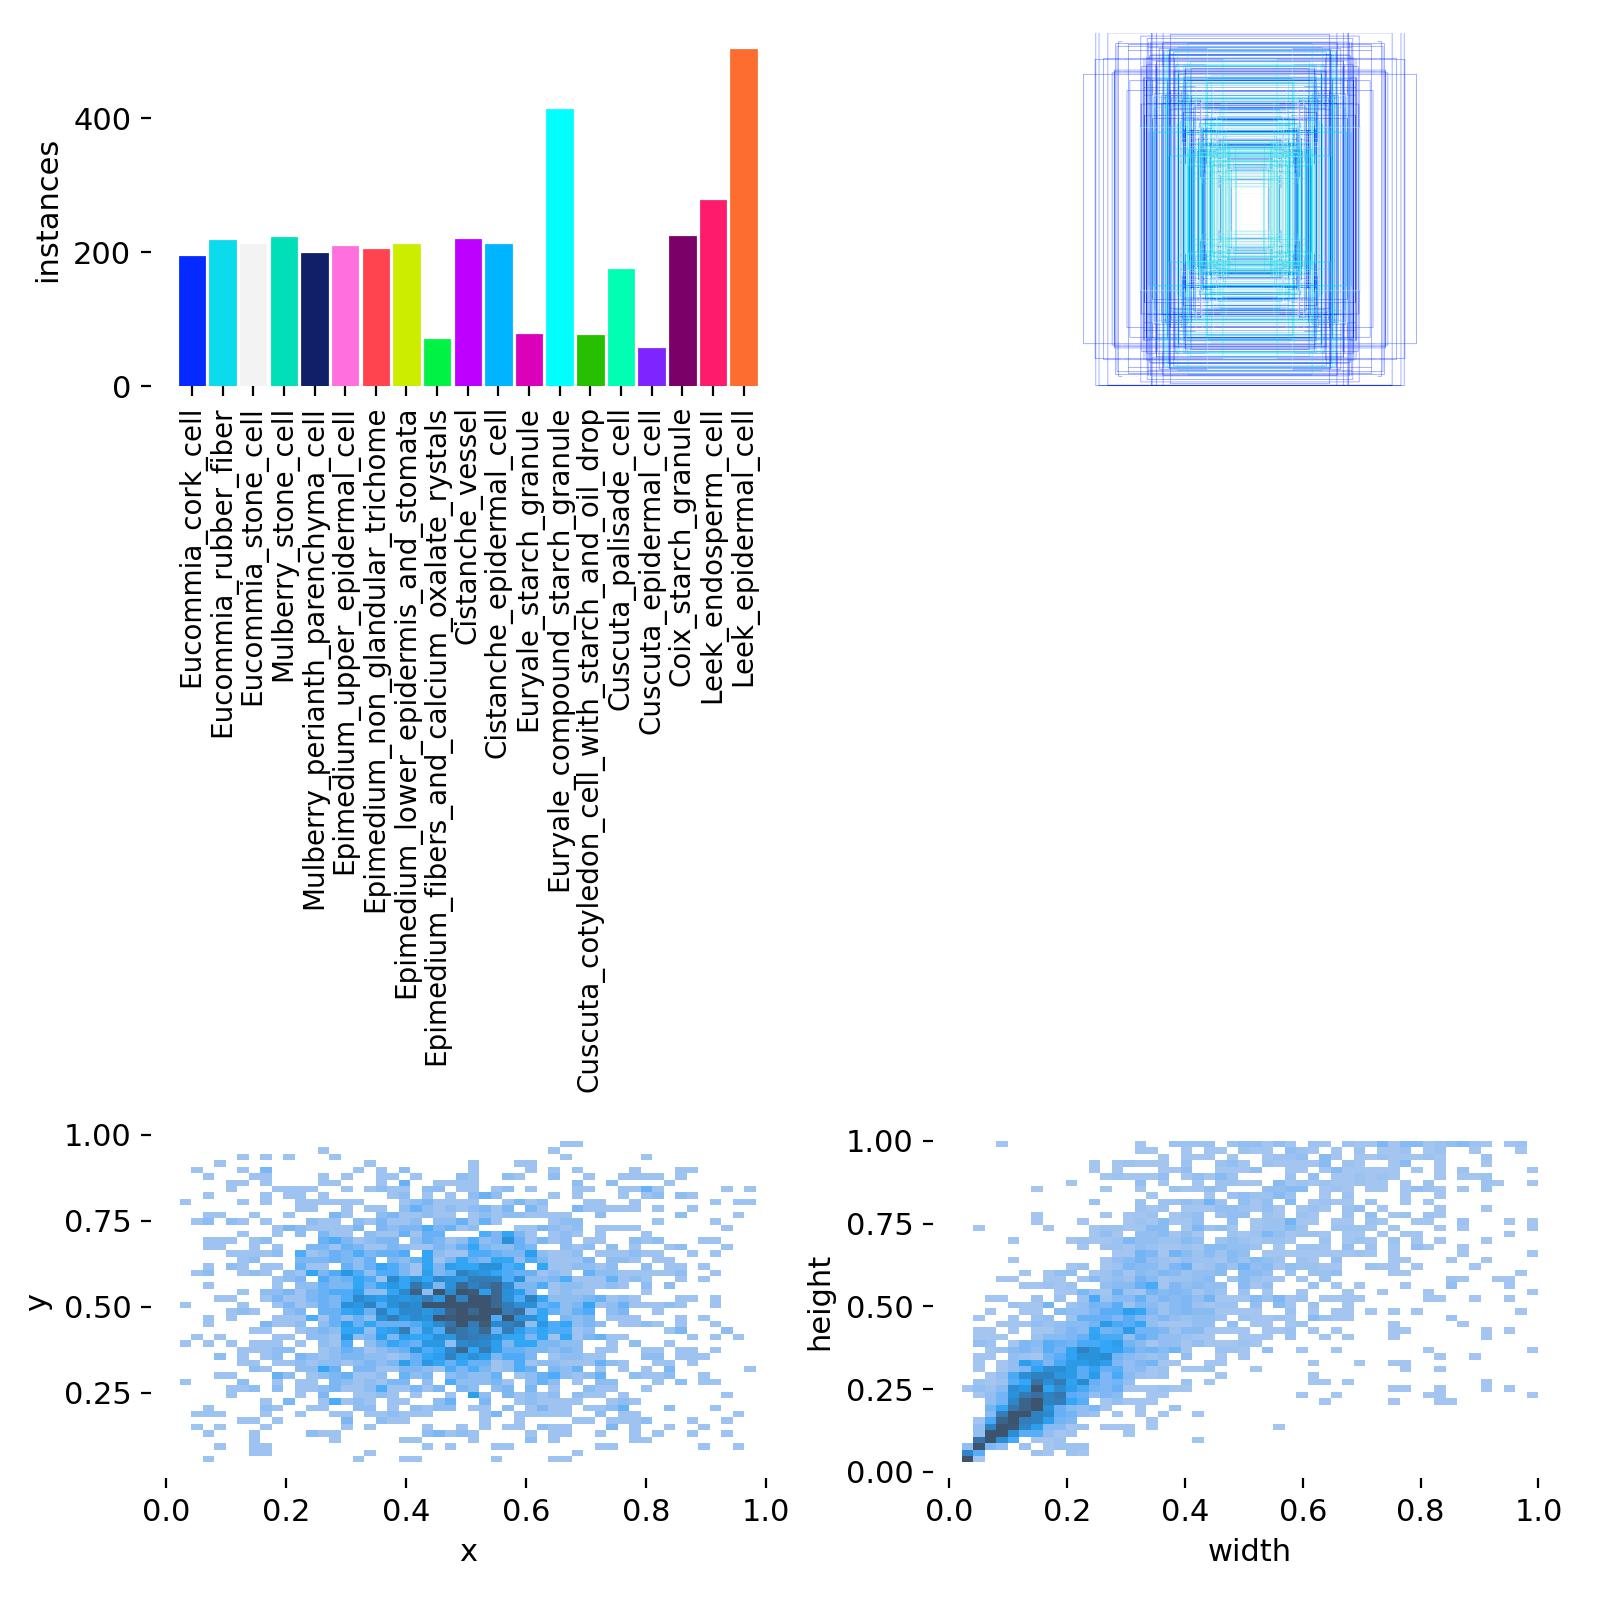 instances
400
200
0
Eucommia_cork_cell
Eucommia_rubber_fiber
Eucommia_stone_cell
Mulberry_stone_cell
Mulberry_perianth_parenchyma_cell
Epimedium_upper_epidermal_cell
Epimedium_non_glandular_trichome
Epimedium_lower_epidermis_and_stomata
Epimedium_fibers_and_calcium_oxalate_rystals
Cistanche_vessel
Cistanche_epidermal_cell
Euryale_starch_granule
Euryale_compound_starch_granule
Cuscuta_cotyledon_cell_with_starch_and_oil_drop
Cuscuta_palisade_cell
Cuscuta_epidermal_cell
Coix_starch_granule
Leek_endosperm_cell
Leek_epidermal_cell
y
1.00
0.75
0.50
0.25
0.0 0.2 0.4 0.6 0.8 1.0
x
height
1.00
0.75
0.50
0.25
0.00
0.0 0.2 0.4 0.6 0.8 1.0
width